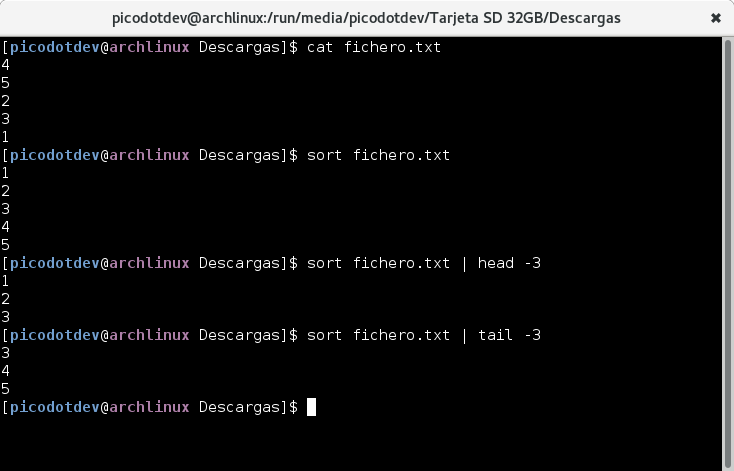 picodotdev@archlinux:/run/media/picodotdev/Tarjeta SD 32GB/Descargas
[picodotdev@archlinux Descargas]$ cat fichero.txt
4
5
2
3
1
[picodotdev@archlinux Descargas]$ sort fichero.txt
1
2
3
4
5
[picodotdev@archlinux Descargas]$ sort fichero.txt | head -3
1
2
3
[picodotdev@archlinux Descargas]$ sort fichero.txt | tail -3
3
4
5
[picodotdev@archlinux Descargas]$